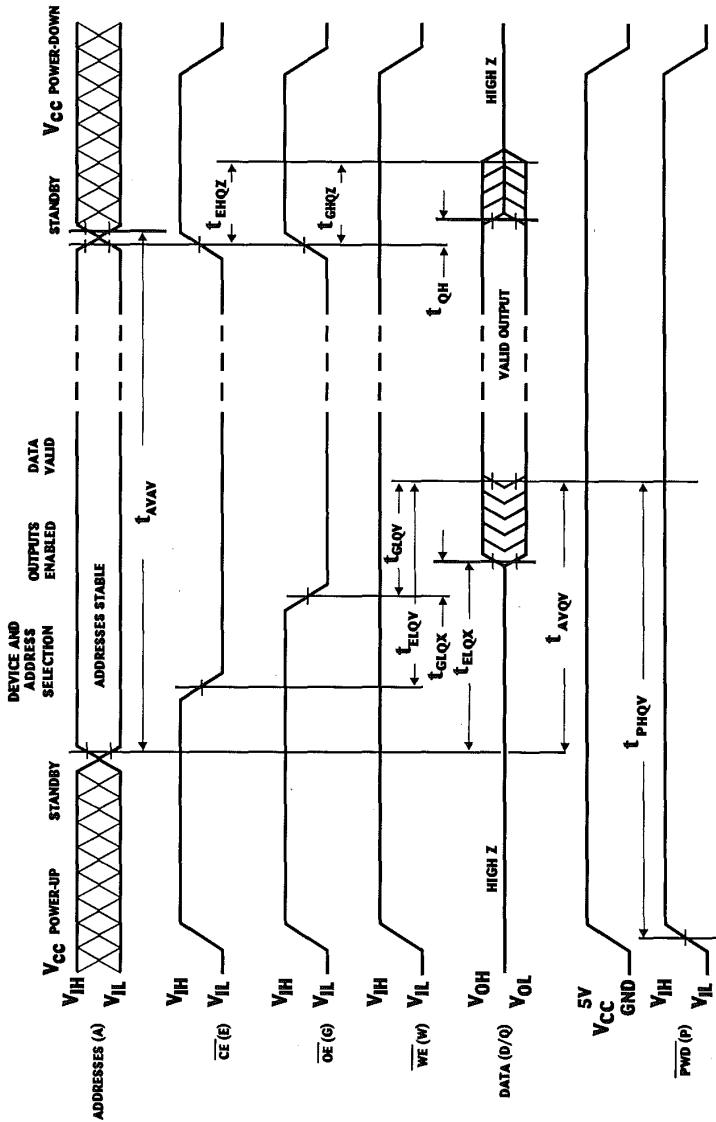 VCC POWER-UP
STANDBY
DEVICE AND
ADDRESS
SELECTION
OUTPUTS
ENABLED
DATA
VALID
STANDBY
VCC POWER-DOWN
ADDRESSES (A)
VIH
VIL
ADDRESSES STABLE
tAVAV
CE (E)
VIH
VIL
tEHQZ
OE (G)
VIH
VIL
tGHQZ
WE (W)
VIH
VIL
tGLQV
tELQV
tGLQX
tELQX
tQH
DATA (D/Q)
VOH
VOL
HIGH Z
VALID OUTPUT
HIGH Z
tAVQV
5V
VCC
GND
tPHQV
PWD (P)
VIH
VIL